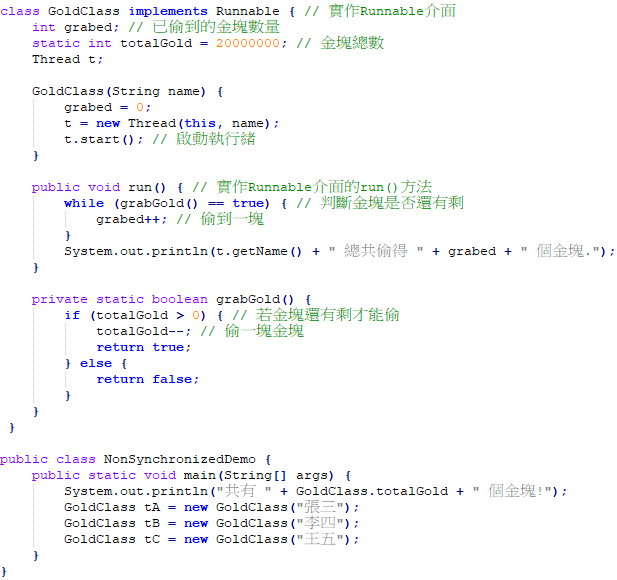 class GoldClass implements Runnable { // 實作Runnable介面
    int grabed; // 已偷到的金塊數量
    static int totalGold = 20000000; // 金塊總數
    Thread t;

    GoldClass(String name) {
        grabed = 0;
        t = new Thread(this, name);
        t.start(); // 啟動執行緒
    }

    public void run() { // 實作Runnable介面的run()方法
        while (grabGold() == true) { // 判斷金塊是否還有剩
            grabed++; // 偷到一塊
        }
        System.out.println(t.getName() + " 總共偷得 " + grabed + " 個金塊.");
    }

    private static boolean grabGold() {
        if (totalGold > 0) { // 若金塊還有剩才能偷
            totalGold--; // 偷一塊金塊
            return true;
        } else {
            return false;
        }
    }
 }

public class NonSynchronizedDemo {
    public static void main(String[] args) {
        System.out.println("共有 " + GoldClass.totalGold + " 個金塊!");
        GoldClass tA = new GoldClass("張三");
        GoldClass tB = new GoldClass("李四");
        GoldClass tC = new GoldClass("王五");
    }
}